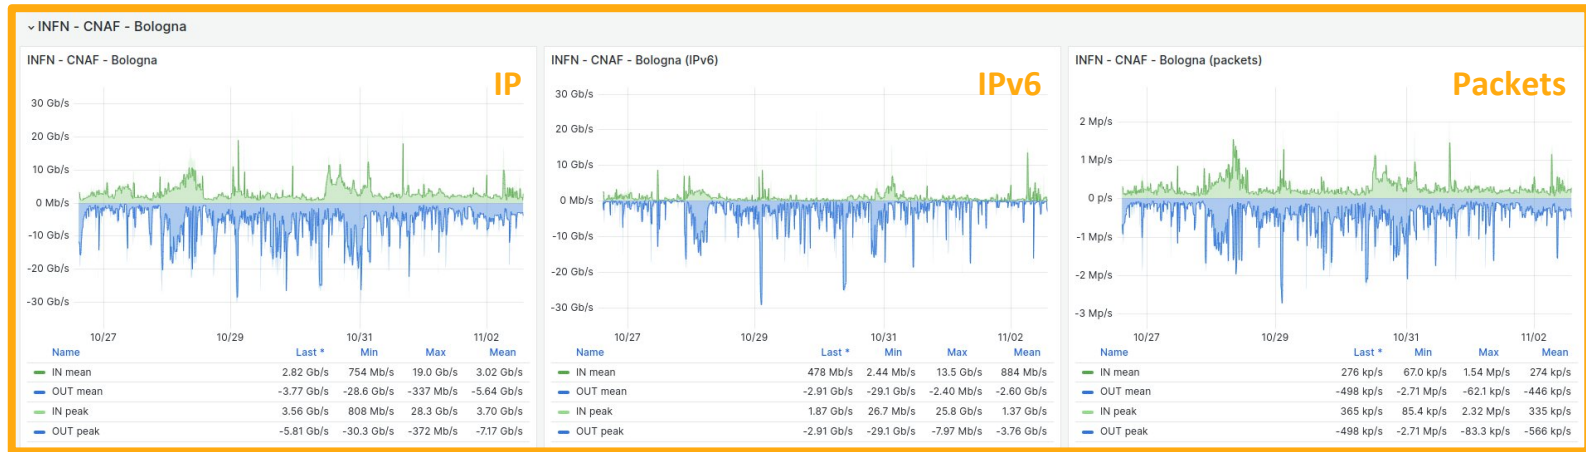 INFN - CNAF - Bologna
INFN - CNAF - Bologna
IP
30 Gb/s
20 Gb/s
10 Gb/s
0 Mb/s
-10 Gb/s
-20 Gb/s
-30 Gb/s
10/27 10/29 10/31 11/02
Name Last * Min Max Mean
IN mean 2.82 Gb/s 754 Mb/s 19.0 Gb/s 3.02 Gb/s
OUT mean -3.77 Gb/s -28.6 Gb/s -337 Mb/s -5.64 Gb/s
IN peak 3.56 Gb/s 808 Mb/s 28.3 Gb/s 3.70 Gb/s
OUT peak -5.81 Gb/s -30.3 Gb/s -372 Mb/s -7.17 Gb/s
INFN - CNAF - Bologna (IPv6)
IPv6
30 Gb/s
20 Gb/s
10 Gb/s
0 Mb/s
-10 Gb/s
-20 Gb/s
-30 Gb/s
10/27 10/29 10/31 11/02
Name Last * Min Max Mean
IN mean 478 Mb/s 2.44 Mb/s 13.5 Gb/s 884 Mb/s
OUT mean -2.91 Gb/s -29.1 Gb/s -2.40 Mb/s -2.60 Gb/s
IN peak 1.87 Gb/s 26.7 Mb/s 25.8 Gb/s 1.37 Gb/s
OUT peak -2.91 Gb/s -29.1 Gb/s -7.97 Mb/s -3.76 Gb/s
INFN - CNAF - Bologna (packets)
Packets
2 Mp/s
1 Mp/s
0 p/s
-1 Mp/s
-2 Mp/s
-3 Mp/s
10/27 10/29 10/31 11/02
Name Last * Min Max Mean
IN mean 276 kp/s 67.0 kp/s 1.54 Mp/s 274 kp/s
OUT mean -498 kp/s -2.71 Mp/s -62.1 kp/s -446 kp/s
IN peak 365 kp/s 85.4 kp/s 2.32 Mp/s 335 kp/s
OUT peak -498 kp/s -2.71 Mp/s -83.3 kp/s -566 kp/s